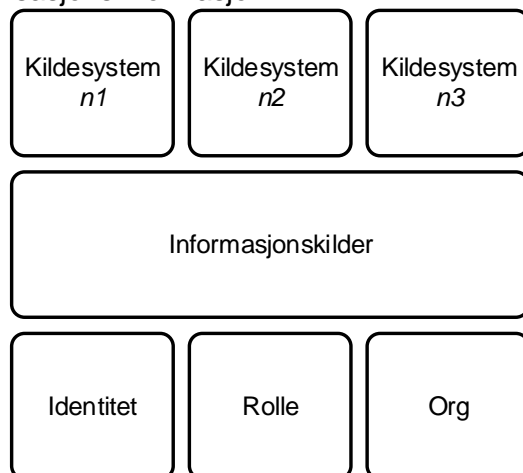 Kildesystem
n1
Kildesystem
n2
Kildesystem
n3
Informasjonskilder
Identitet
Rolle
Org